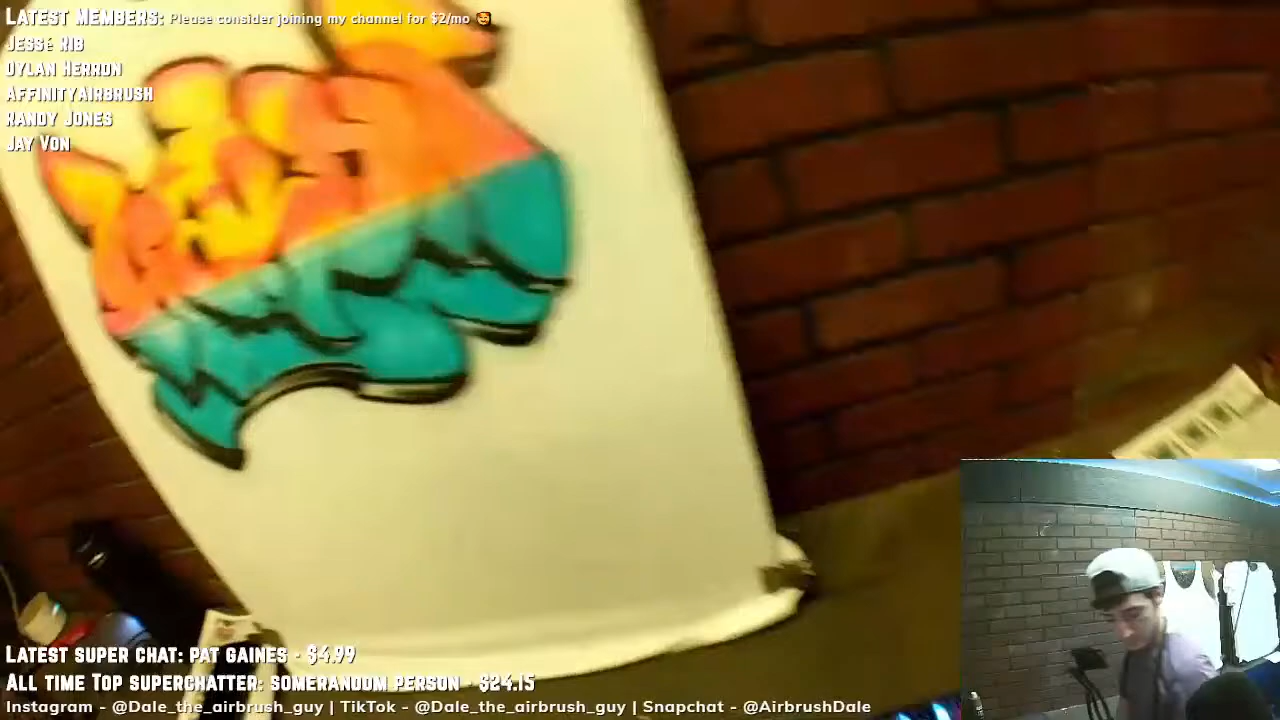 LATEST MEMBERS: Please consider joining my channel for $2/mo
JESSé RIB
DYLAN HERRON
AFFINITYAIRBRUSH
RANDY JONES
JAY VON
LATEST SUPER CHAT: PAT GAINES - $4.99
ALL TIME TOP SUPERCHATTER: SOMERANDOM PERSON - $24.15
Instagram - @Dale_the_airbrush_guy | TikTok - @Dale_the_airbrush_guy | Snapchat - @AirbrushDale